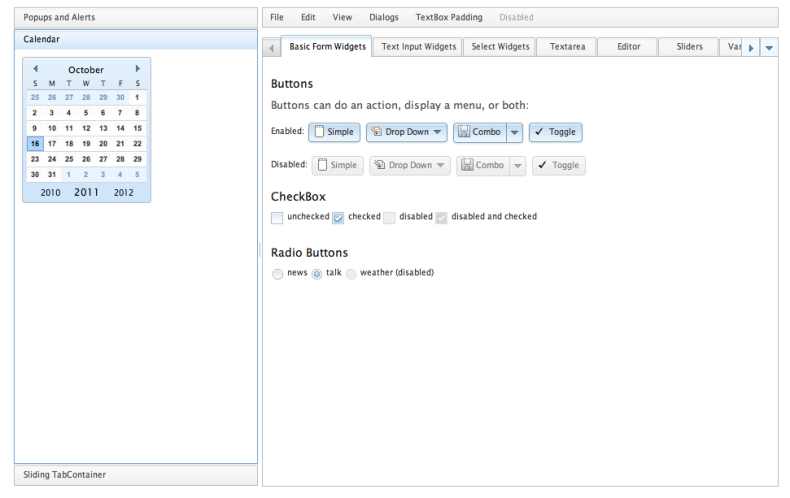 Popups and Alerts
Calendar
October
S M T W T F S
25 26 27 28 29 30 1
2 3 4 5 6 7 8
9 10 11 12 13 14 15
16 17 18 19 20 21 22
23 24 25 26 27 28 29
30 31 1 2 3 4 5
2010 2011 2012
Sliding TabContainer
File Edit View Dialogs TextBox Padding Disabled
Basic Form Widgets Text Input Widgets Select Widgets Textarea Editor Sliders
Buttons
Buttons can do an action, display a menu, or both:
Enabled: Simple Drop Down Combo Toggle
Disabled: Simple Drop Down Combo Toggle
CheckBox
unchecked checked disabled disabled and checked
Radio Buttons
news talk weather (disabled)